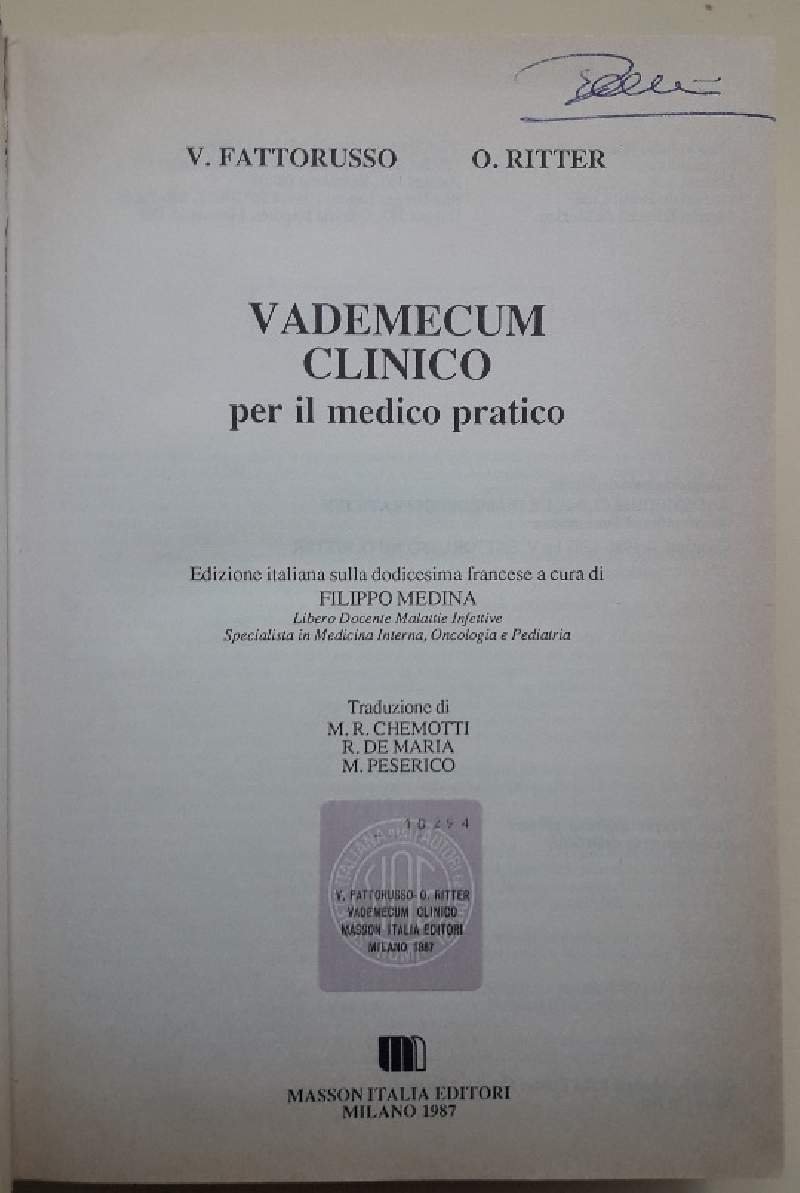 V. FATTORUSSO O. RITTER
VADEMECUM
CLINICO
per il medico pratico
Edizione italiana sulla dodicesima francese a cura di
FILIPPO MEDINA
Libero Docente Malattie Infettive
Specialista in Medicina Interna, Oncologia e Pediatria
Traduzione di
M. R. CHEMOTTI
R. DE MARIA
M. PESERICO
10294
V. FATTORUSSO-O. RITTER
VADEMECUM CLINICO
MASSON ITALIA EDITORI
MILANO 1987
MASSON ITALIA EDITORI
MILANO 1987